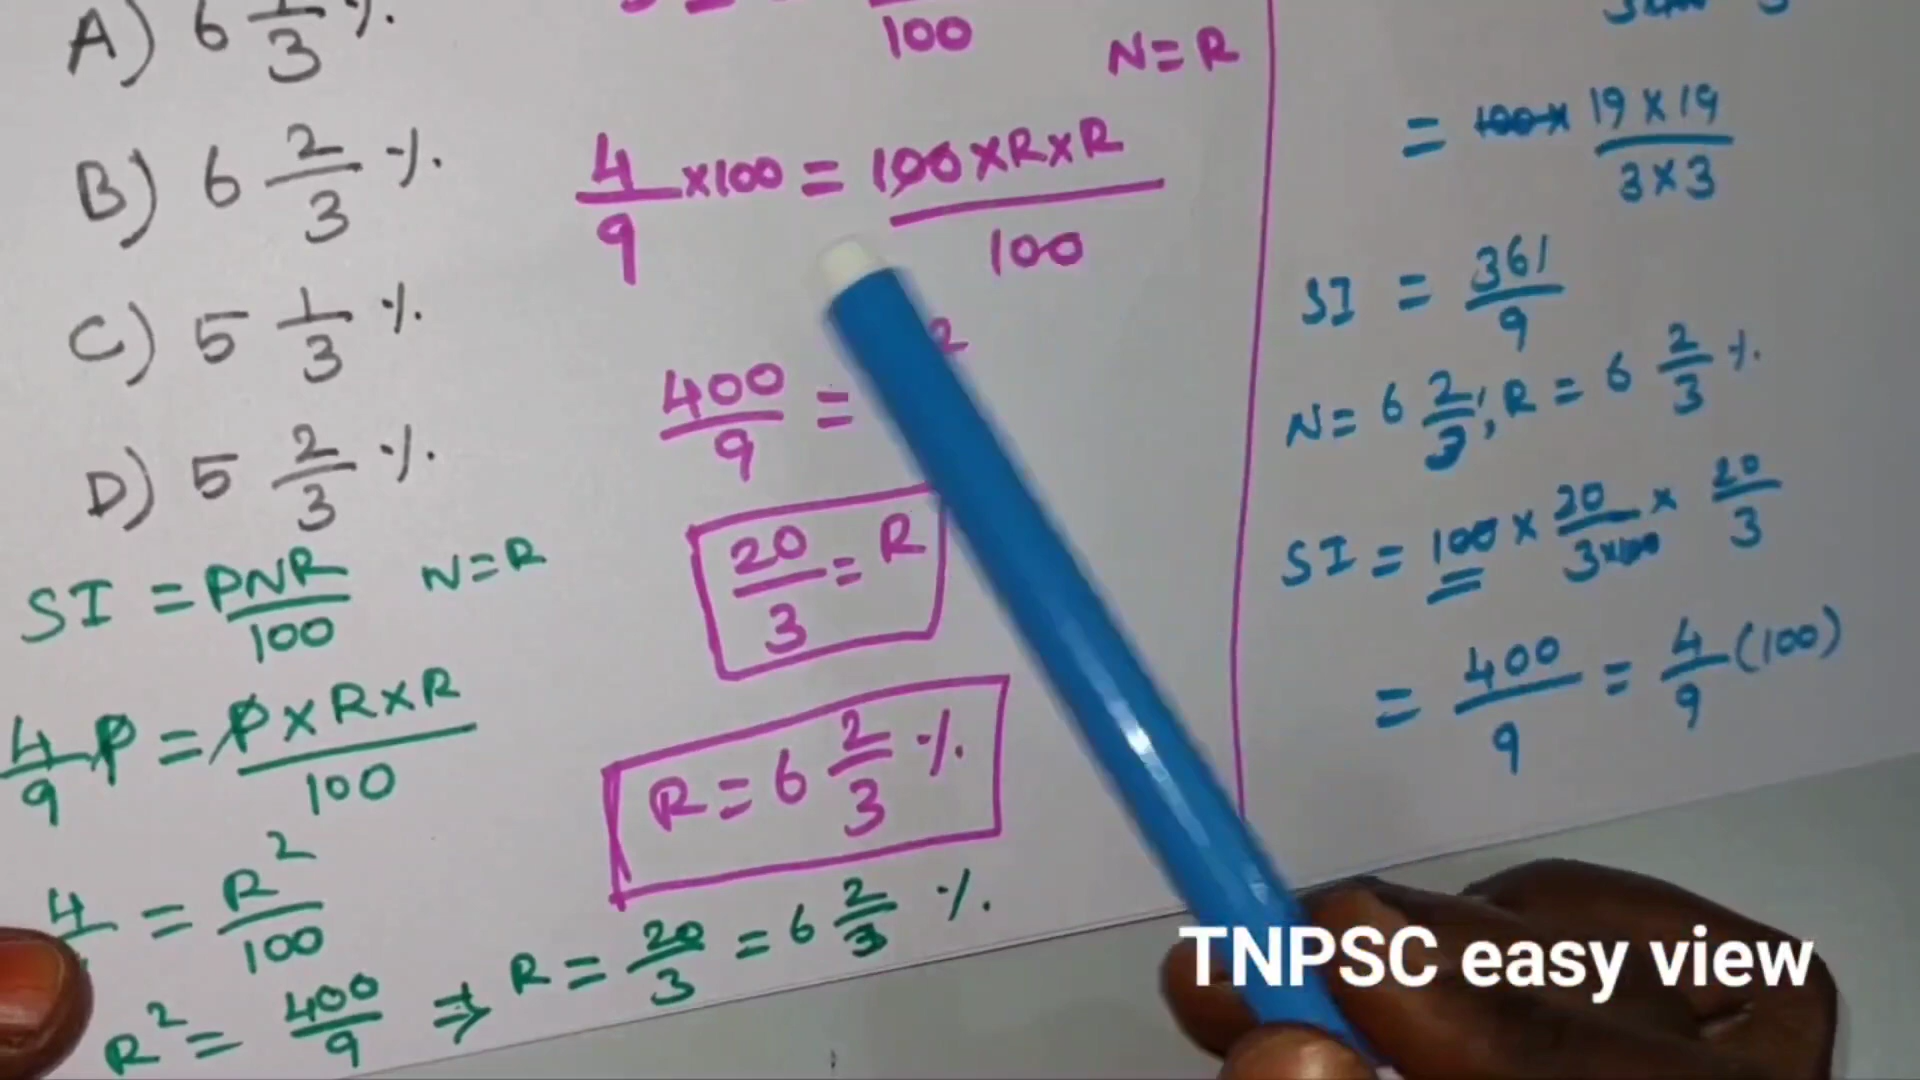 A) 6 1/3 %.
B) 6 2/3 %.
C) 5 1/3 %.
D) 5 2/3 %.
SI = PNR/100 N=R
4/9 P = P×R×R/100
4 = R²/100
R² = 400/9 ⇒ R = 20/3 = 6 2/3 %.
100
N=R
4/9 ×100 = 100×R×R/100
400/9 = 2
20/3 = R
R = 6 2/3 %.
= 100× 19×19/3×3
SI = 361/9
N = 6 2/3; R = 6 2/3 %.
SI = 100 × 20/3×100 × 20/3
= 400/9 = 4/9 (100)
TNPSC easy view